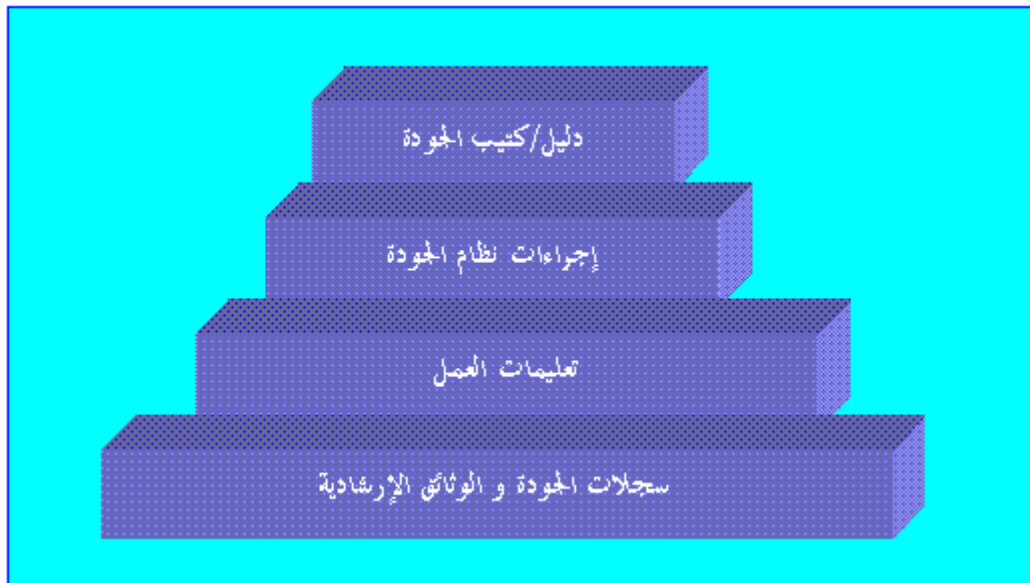 دليل/كتيب الجودة
إجراءات نظام الجودة
تعليمات العمل
سجلات الجودة و الوثائق الإرشادية